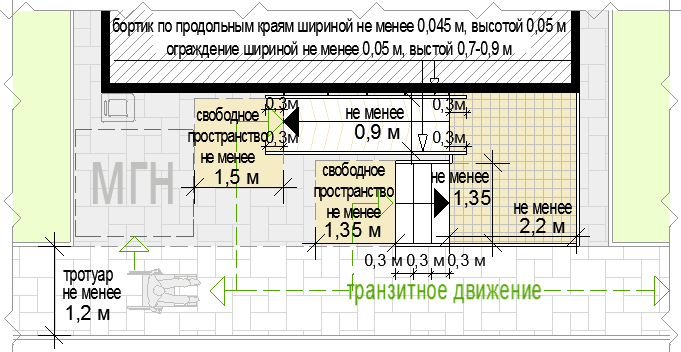 бортик по продольным краям шириной не менее 0,045 м, высотой 0,05 м
ограждение шириной не менее 0,05 м, выстой 0,7-0,9 м
0,3м
0,3м
свободное
пространство
не менее
1,5 м
не менее
0,9 м
0,3м
0,3м
МГН
свободное
пространство
не менее
1,35 м
не менее
1,35
не менее
2,2 м
0,3 м
0,3 м
0,3 м
тротуар
не менее
1,2 м
транзитное движение